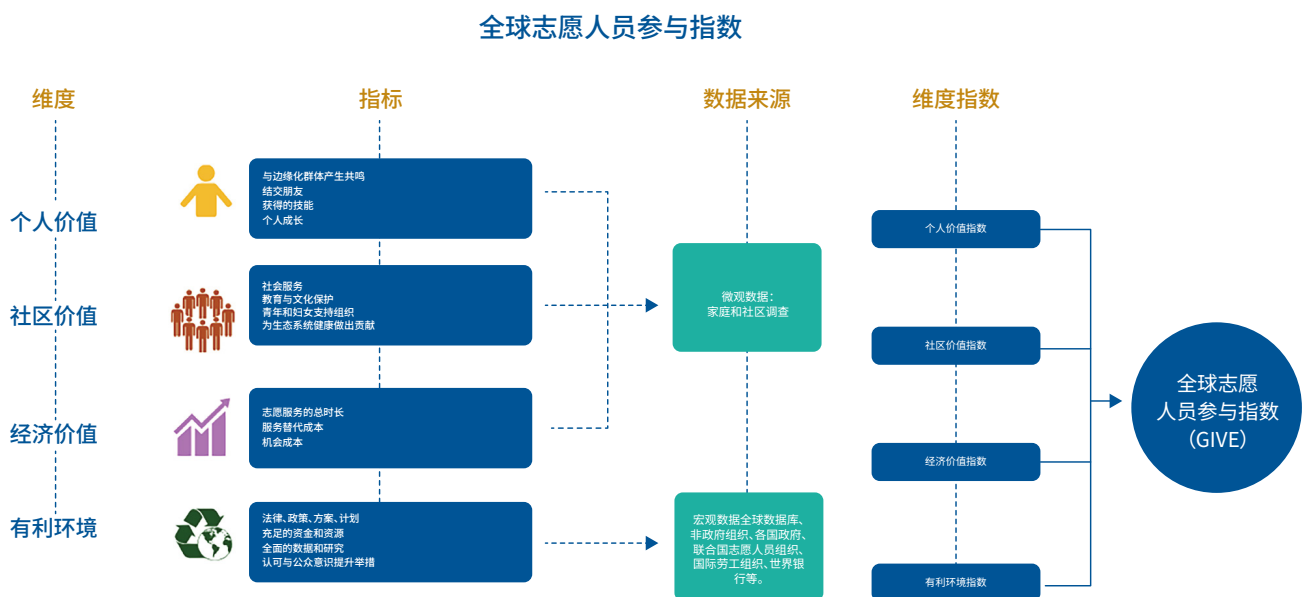 全球志愿人员参与指数
维度
指标
数据来源
维度指数
个人价值
与边缘化群体产生共鸣
结交朋友
获得的技能
个人成长
个人价值指数
社区价值
社会服务
教育与文化保护
青年和妇女支持组织
为生态系统健康做出贡献
微观数据：
家庭和社区调查
社区价值指数
经济价值
志愿服务的总时长
服务替代成本
机会成本
经济价值指数
有利环境
法律、政策、方案、计划
充足的资金和资源
全面的数据和研究
认可与公众意识提升举措
宏观数据全球数据库、
非政府组织、各国政府、
联合国志愿人员组织、
国际劳工组织、世界银
行等。
有利环境指数
全球志愿
人员参与指数
（GIVE）